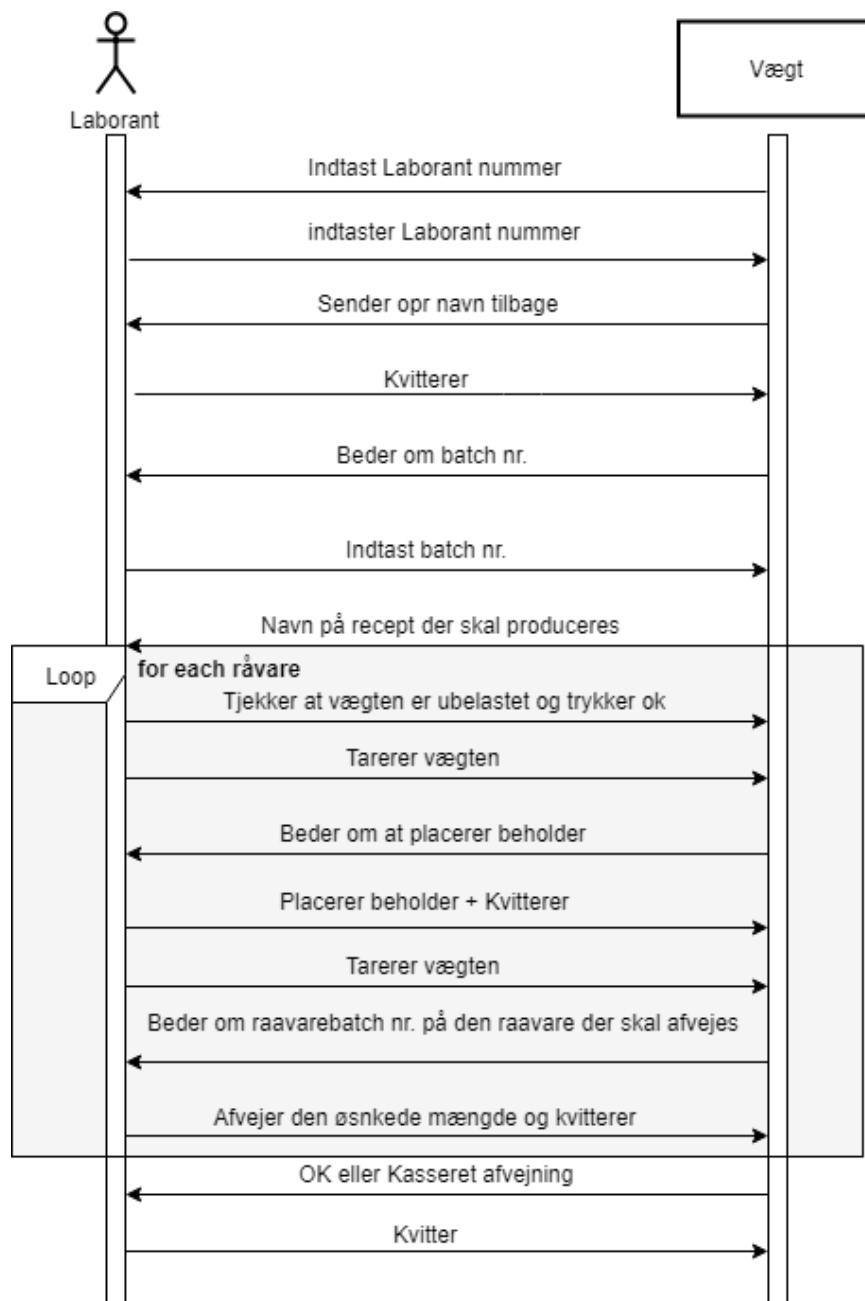 Laborant
Vægt
Indtast Laborant nummer
indtaster Laborant nummer
Sender opr navn tilbage
Kvitterer
Beder om batch nr.
Indtast batch nr.
Navn på recept der skal produceres
Loop
for each råvare
Tjekker at vægten er ubelastet og trykker ok
Tarerer vægten
Beder om at placerer beholder
Placerer beholder + Kvitterer
Tarerer vægten
Beder om raavarebatch nr. på den raavare der skal afvejes
Afvejer den øsnkede mængde og kvitterer
OK eller Kasseret afvejning
Kvitter